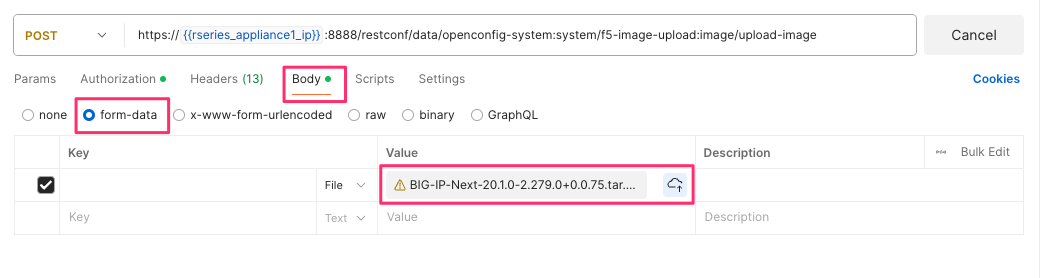 POST https:// {{rseries_appliance1_ip}} :8888/restconf/data/openconfig-system:system/f5-image-upload:image/upload-image Cancel
Params Authorization Headers (13) Body Scripts Settings Cookies
none form-data x-www-form-urlencoded raw binary GraphQL
Key Value Description Bulk Edit
File BIG-IP-Next-20.1.0-2.279.0+0.0.75.tar....
Key Text Value Description